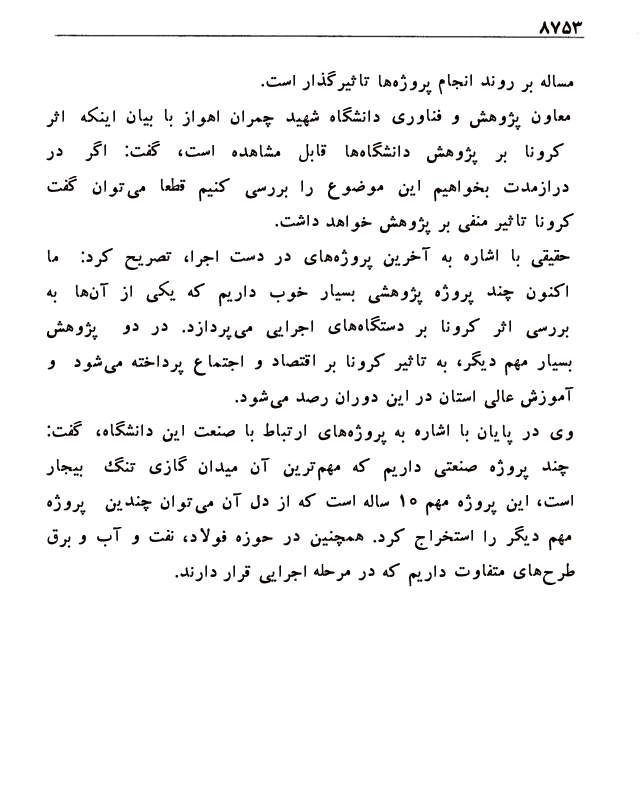 ۸۷۵۳
مساله بر روند انجام پروژه‌ها تاثیرگذار است.
معاون پژوهش و فناوری دانشگاه شهید چمران اهواز با بیان اینکه اثر
کرونا بر پژوهش دانشگاه‌ها قابل مشاهده است، گفت: اگر در
درازمدت بخواهیم این موضوع را بررسی کنیم قطعا می‌توان گفت
کرونا تاثیر منفی بر پژوهش خواهد داشت.
حقیقی با اشاره به آخرین پروژه‌های در دست اجرا، تصریح کرد: ما
اکنون چند پروژه پژوهشی بسیار خوب داریم که یکی از آن‌ها به
بررسی اثر کرونا بر دستگاه‌های اجرایی می‌پردازد. در دو پژوهش
بسیار مهم دیگر، به تاثیر کرونا بر اقتصاد و اجتماع پرداخته می‌شود و
آموزش عالی استان در این دوران رصد می‌شود.
وی در پایان با اشاره به پروژه‌های ارتباط با صنعت این دانشگاه، گفت:
چند پروژه صنعتی داریم که مهم‌ترین آن میدان گازی تنگ بیجار
است، این پروژه مهم ۱۵ ساله است که از دل آن می‌توان چندین پروژه
مهم دیگر را استخراج کرد. همچنین در حوزه فولاد، نفت و آب و برق
طرح‌های متفاوت داریم که در مرحله اجرایی قرار دارند.